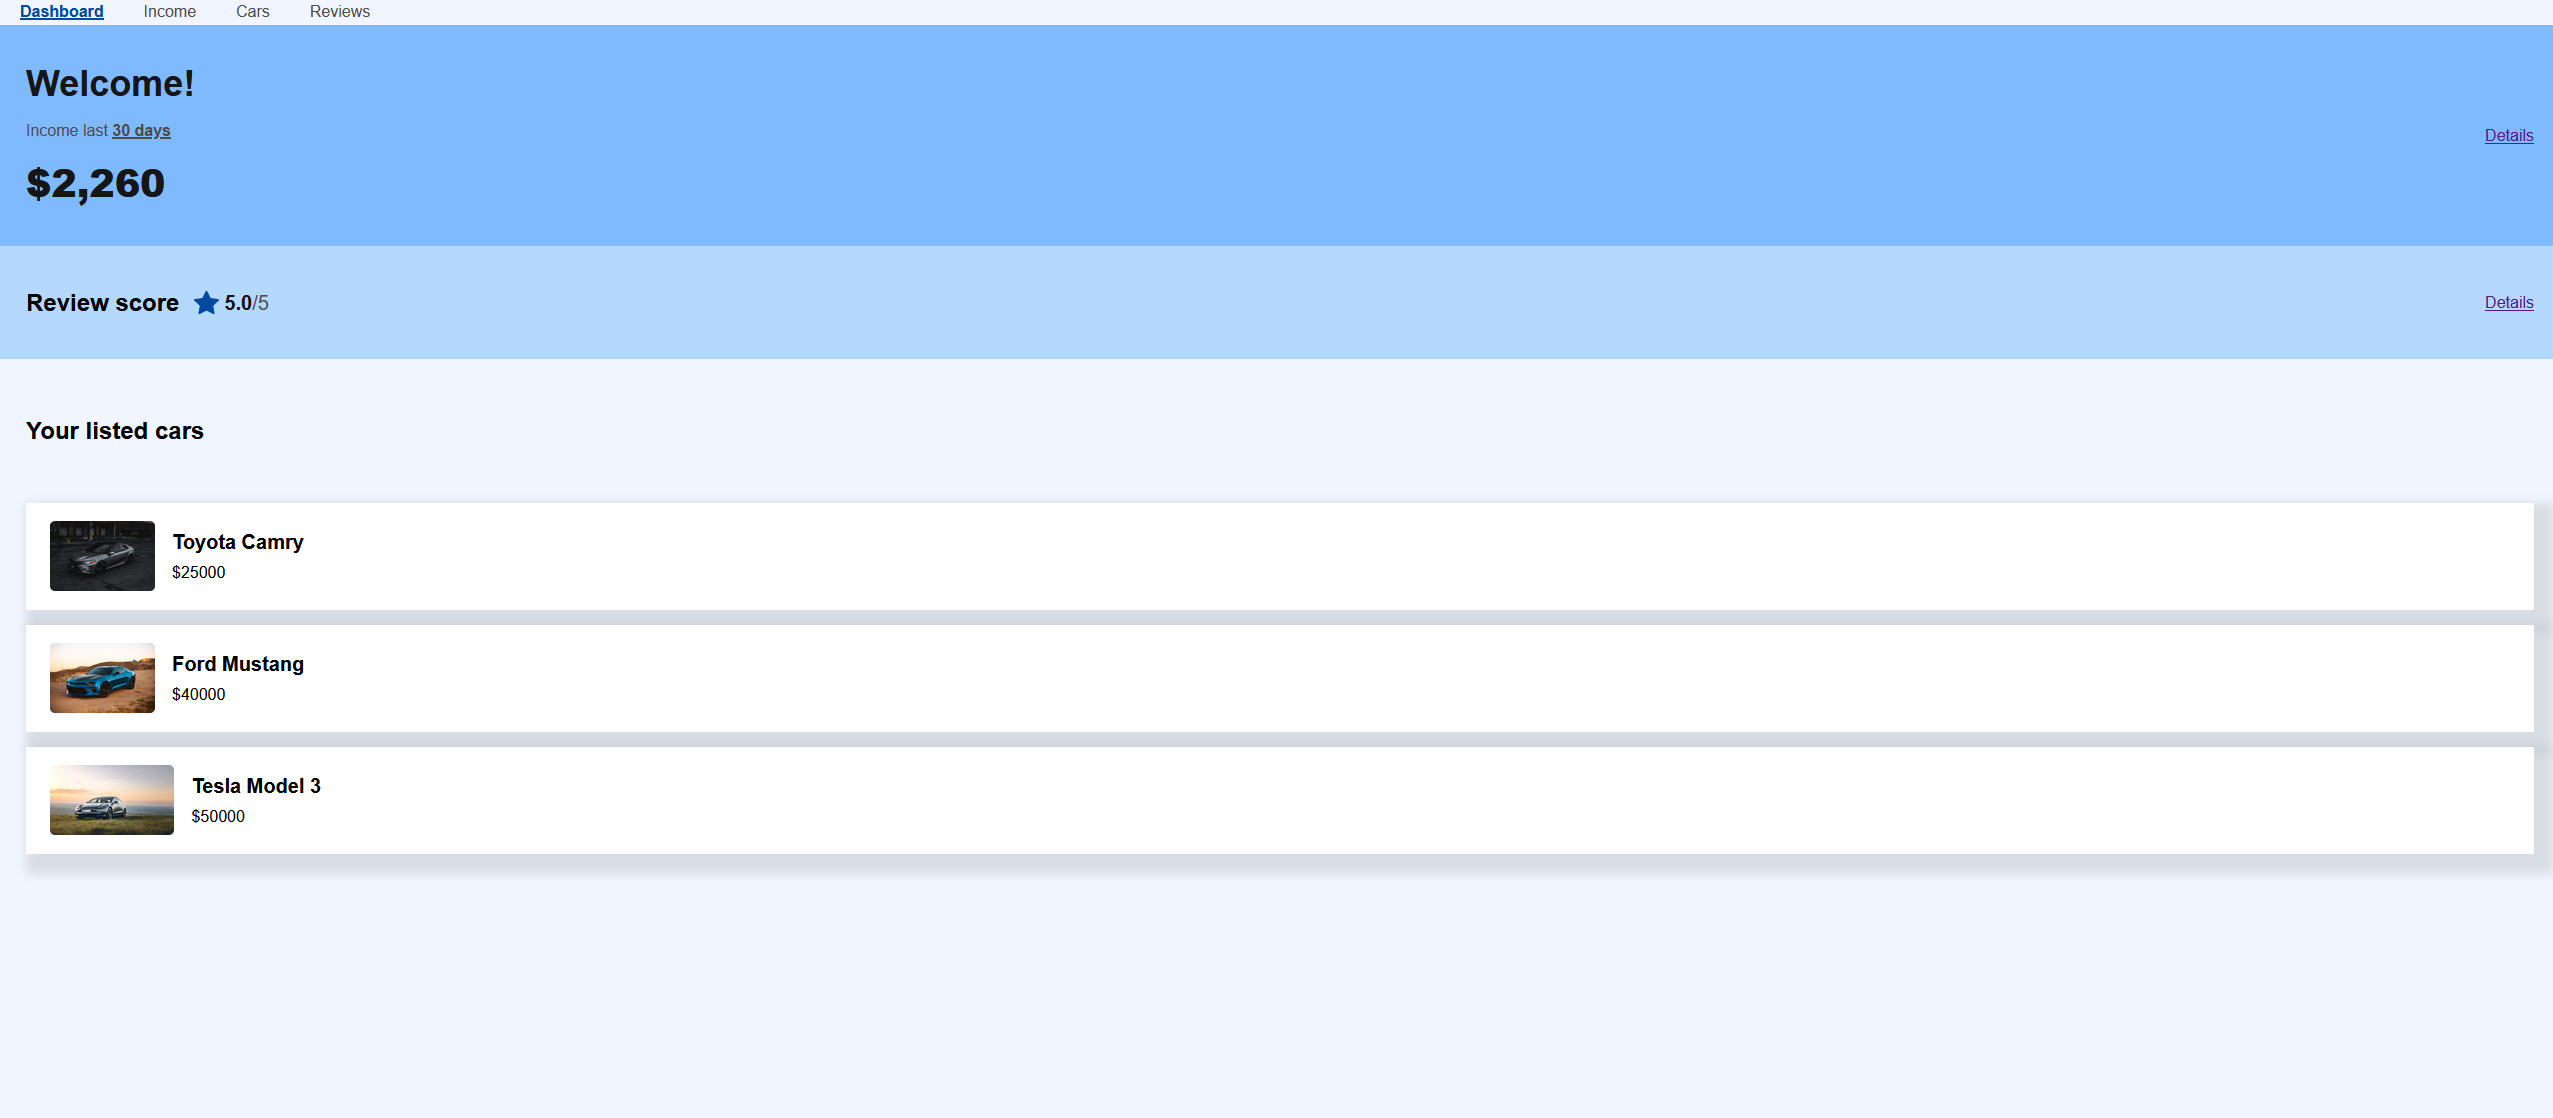 Dashboard Income Cars Reviews
Welcome!
Income last 30 days
Details
$2,260
Review score 5.0/5
Details
Your listed cars
Toyota Camry
$25000
Ford Mustang
$40000
Tesla Model 3
$50000